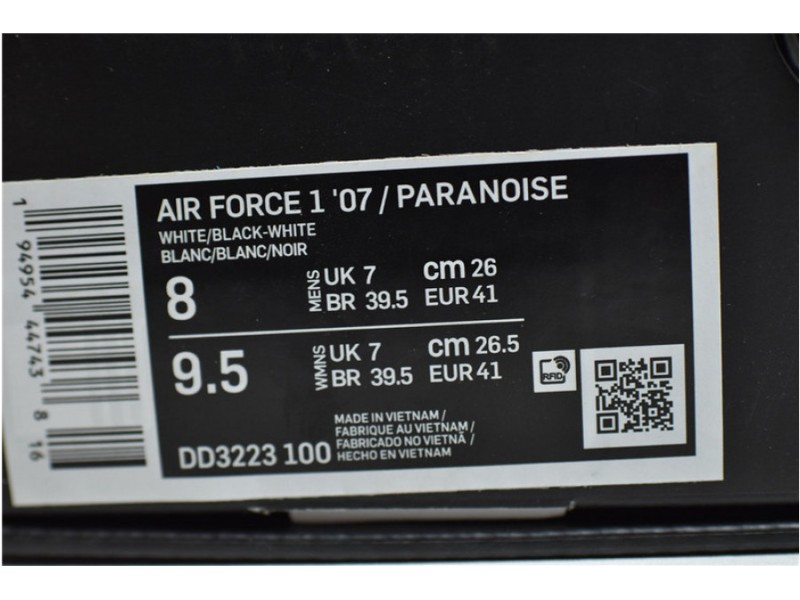 AIR FORCE 1 '07 / PARANOISE
WHITE/BLACK-WHITE
BLANC/BLANC/NOIR
8 MENS UK 7 cm 26
BR 39.5 EUR 41
9.5 WMNS UK 7 cm 26.5
BR 39.5 EUR 41
RFID
MADE IN VIETNAM /
FABRIQUE AU VIETNAM /
FABRICADO NO VIETNÃ /
HECHO EN VIETNAM
DD3223 100
1 94954 44743 8 16